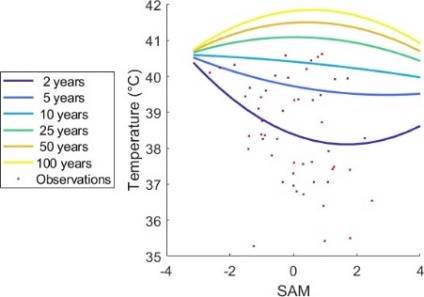 42
41
40
39
38
37
36
35
Temperature (°C)
-4
-2
0
2
4
SAM
2 years
5 years
10 years
25 years
50 years
100 years
Observations